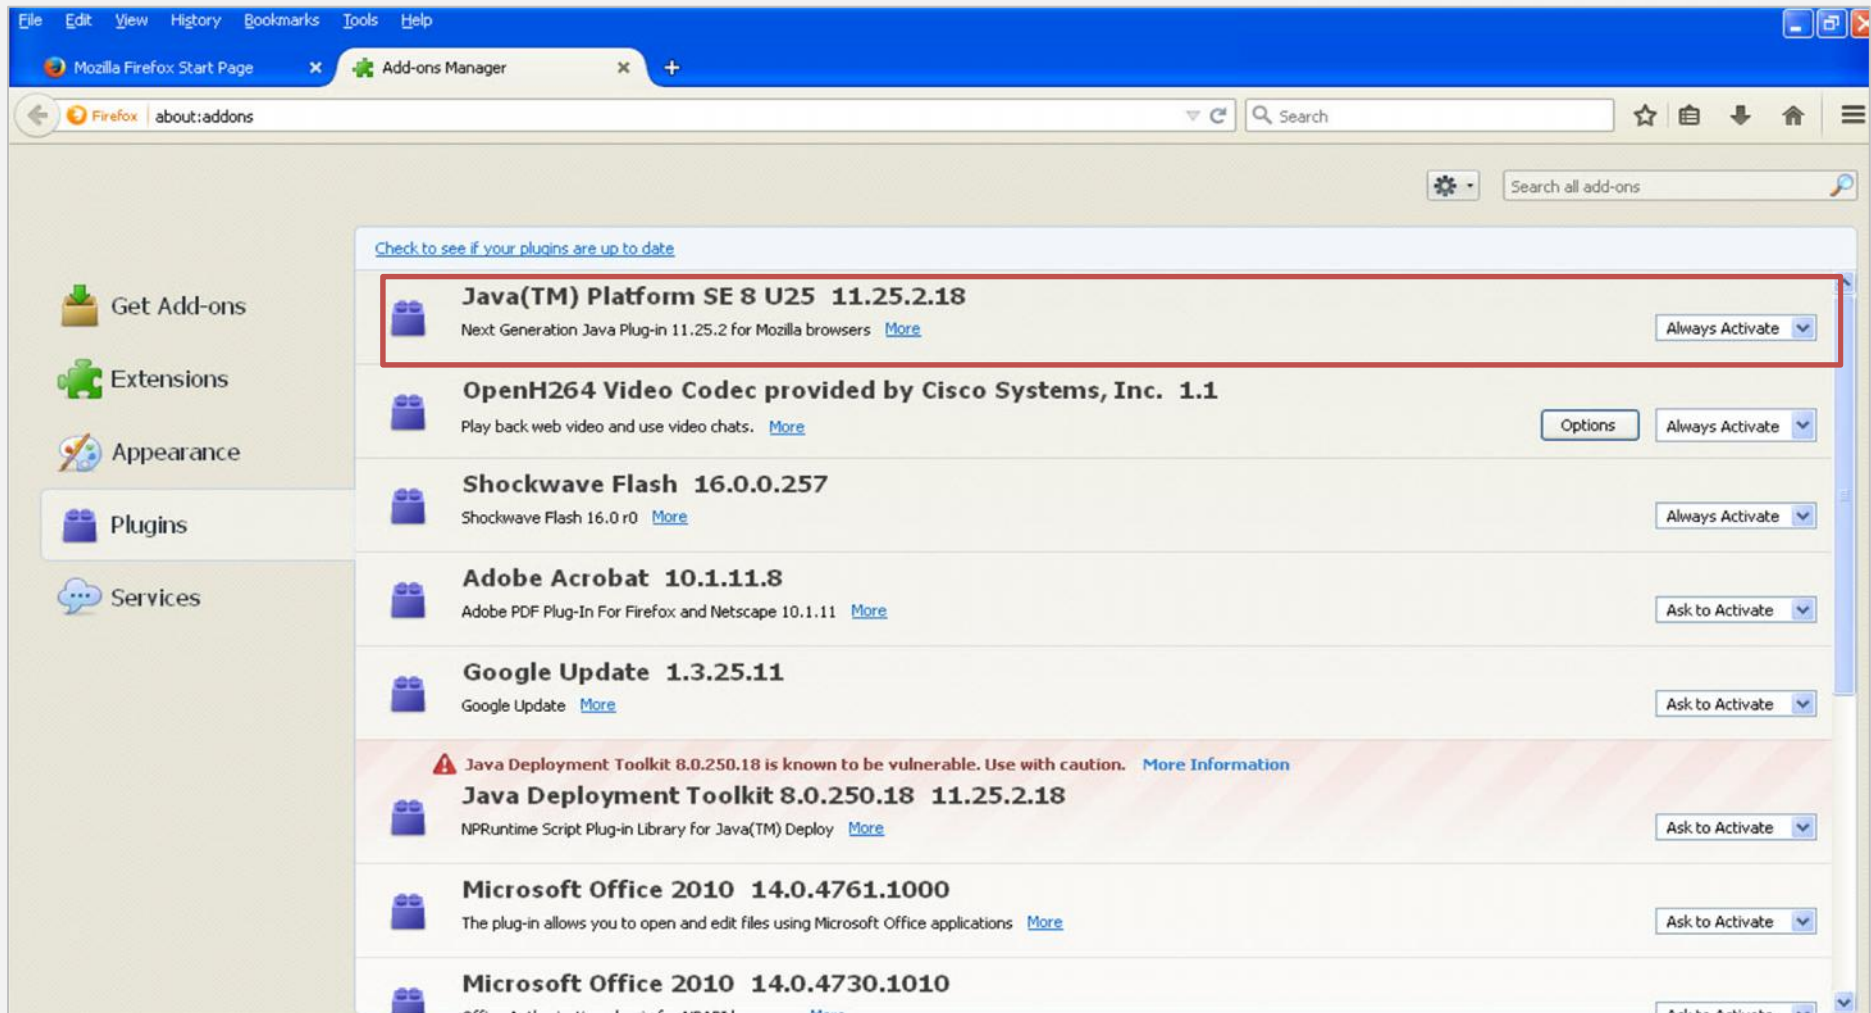 File Edit View History Bookmarks Tools Help
Mozilla Firefox Start Page
Add-ons Manager
Firefox about:addons
Search
Search all add-ons
Check to see if your plugins are up to date
Get Add-ons
Extensions
Appearance
Plugins
Services
Java(TM) Platform SE 8 U25 11.25.2.18
Next Generation Java Plug-in 11.25.2 for Mozilla browsers More
Always Activate
OpenH264 Video Codec provided by Cisco Systems, Inc. 1.1
Play back web video and use video chats. More
Options
Always Activate
Shockwave Flash 16.0.0.257
Shockwave Flash 16.0 r0 More
Always Activate
Adobe Acrobat 10.1.11.8
Adobe PDF Plug-In For Firefox and Netscape 10.1.11 More
Ask to Activate
Google Update 1.3.25.11
Google Update More
Ask to Activate
Java Deployment Toolkit 8.0.250.18 is known to be vulnerable. Use with caution. More Information
Java Deployment Toolkit 8.0.250.18 11.25.2.18
NPRuntime Script Plug-in Library for Java(TM) Deploy More
Ask to Activate
Microsoft Office 2010 14.0.4761.1000
The plug-in allows you to open and edit files using Microsoft Office applications More
Ask to Activate
Microsoft Office 2010 14.0.4730.1010